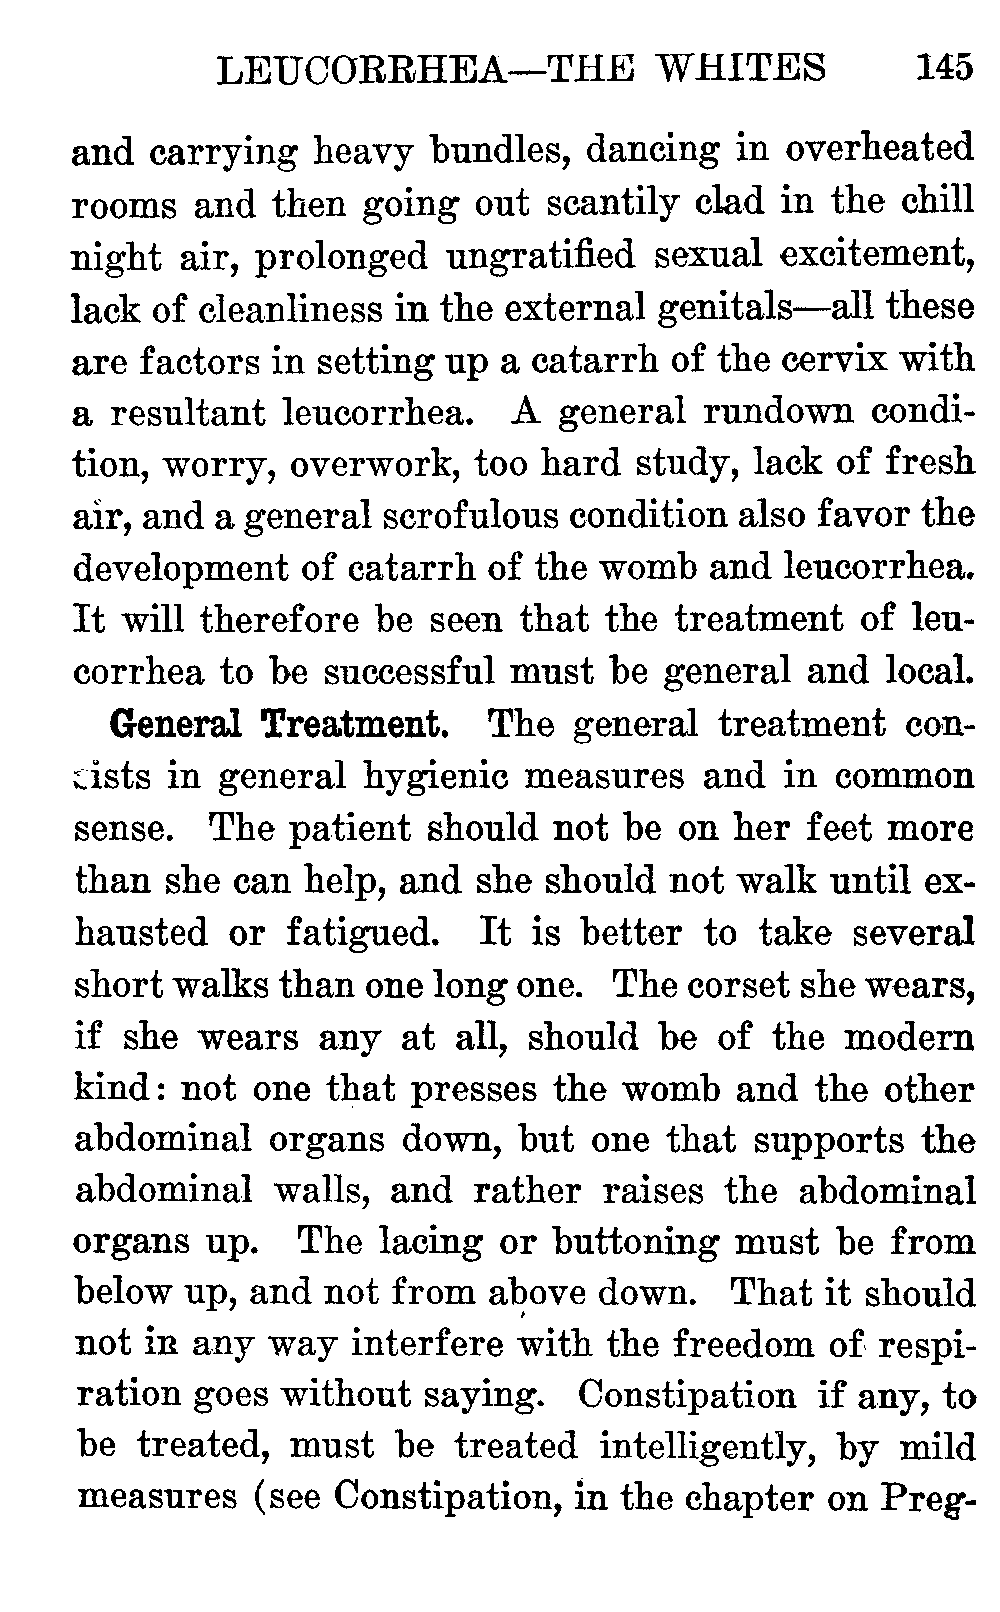 LEUCORRHEA—THE WHITES 145
and carrying heavy bundles, dancing in overheated
rooms and then going out scantily clad in the chill
night air, prolonged ungratified sexual excitement,
lack of cleanliness in the external genitals—all these
are factors in setting up a catarrh of the cervix with
a resultant leucorrhea. A general rundown condi-
tion, worry, overwork, too hard study, lack of fresh
air, and a general scrofulous condition also favor the
development of catarrh of the womb and leucorrhea.
It will therefore be seen that the treatment of leu-
corrhea to be successful must be general and local.
General Treatment. The general treatment con-
sists in general hygienic measures and in common
sense. The patient should not be on her feet more
than she can help, and she should not walk until ex-
hausted or fatigued. It is better to take several
short walks than one long one. The corset she wears,
if she wears any at all, should be of the modern
kind: not one that presses the womb and the other
abdominal organs down, but one that supports the
abdominal walls, and rather raises the abdominal
organs up. The lacing or buttoning must be from
below up, and not from above down. That it should
not in any way interfere with the freedom of respi-
ration goes without saying. Constipation if any, to
be treated, must be treated intelligently, by mild
measures (see Constipation, in the chapter on Preg-